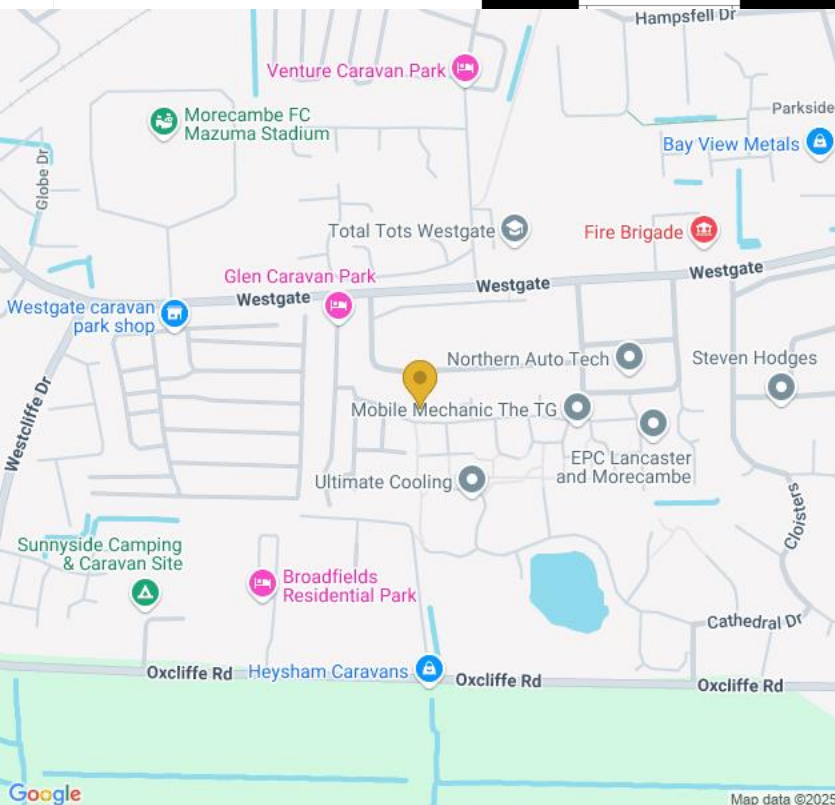 Hampsfell Dr
Venture Caravan Park
Morecambe FC
Mazuma Stadium
Parkside
Bay View Metals
Globe Dr
Total Tots Westgate
Fire Brigade
Glen Caravan Park
Westgate
Westgate
Westgate
Westgate caravan
park shop
Northern Auto Tech
Steven Hodges
Westcliffe Dr
Mobile Mechanic The TG
EPC Lancaster
and Morecambe
Ultimate Cooling
Cloisters
Sunnyside Camping
& Caravan Site
Broadfields
Residential Park
Cathedral Dr
Oxcliffe Rd
Heysham Caravans
Oxcliffe Rd
Oxcliffe Rd
Google
Map data ©2025